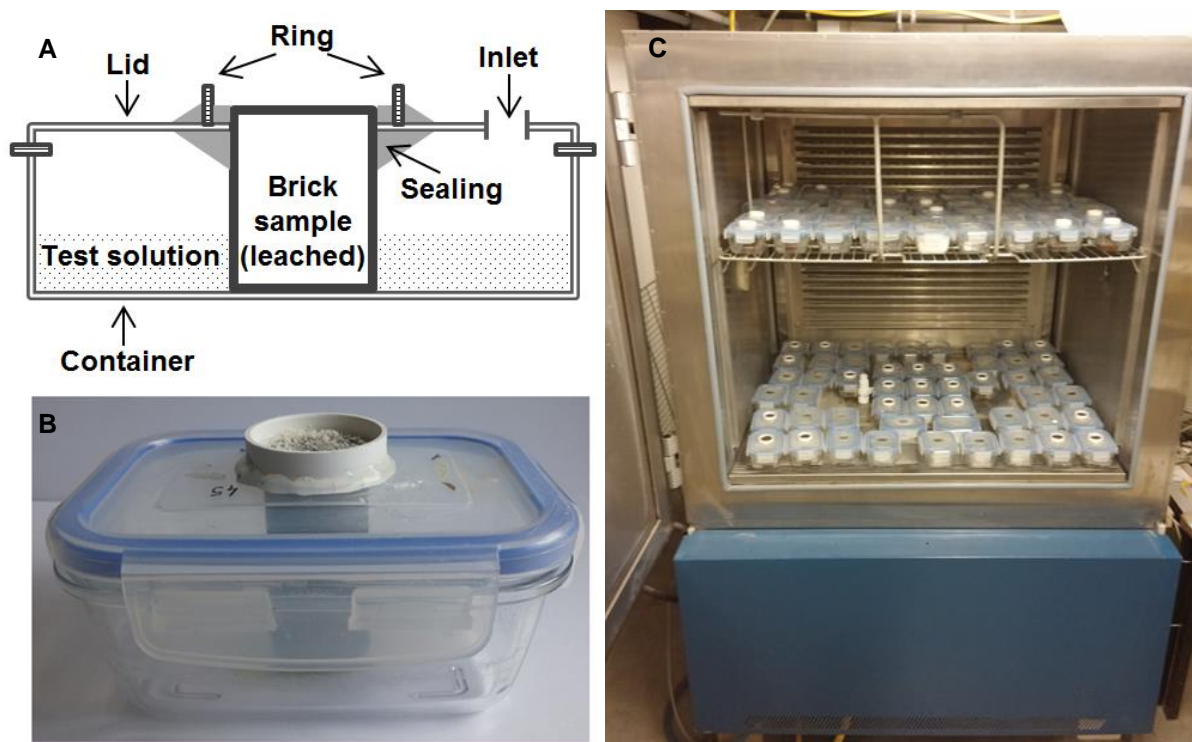 A
Ring
Lid
Inlet
Sealing
Brick
sample
(leached)
Test solution
Container
B
45
C